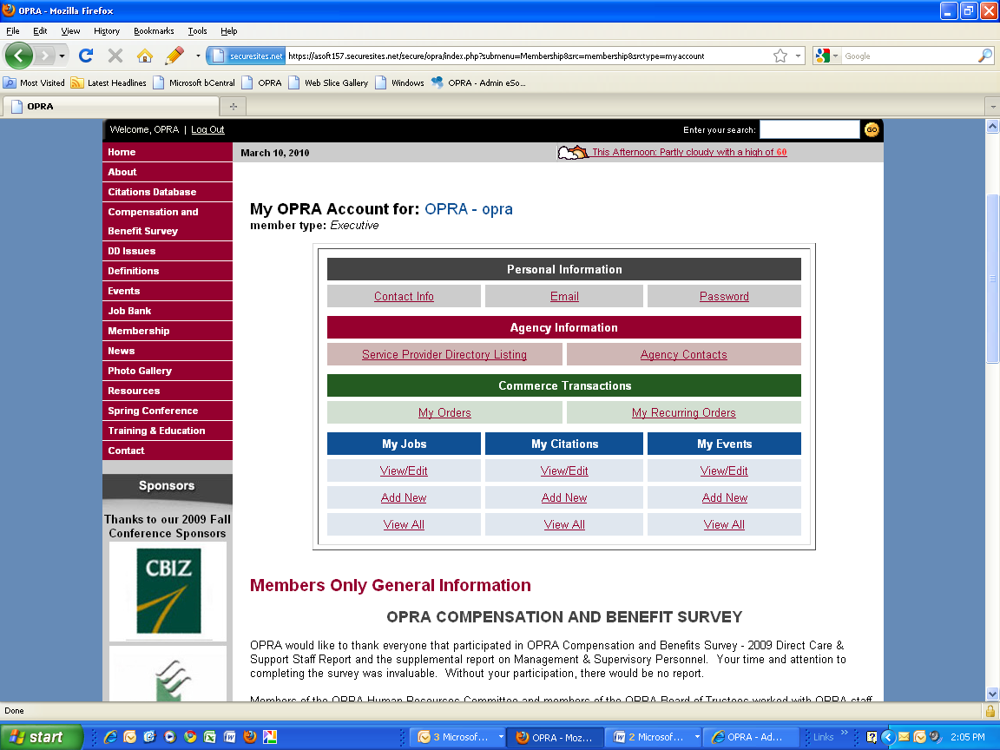 OPRA - Mozilla Firefox
File Edit View History Bookmarks Tools Help
securesites.net https://asoft157.securesites.net/secure/opra/index.php?submenu=Membership&src=membership&srctype=myaccount Google
Most Visited Latest Headlines Microsoft bCentral OPRA Web Slice Gallery Windows OPRA - Admin eSo...
OPRA
Welcome, OPRA | Log Out Enter your search: GO
Home
About
Citations Database
Compensation and
Benefit Survey
DD Issues
Definitions
Events
Job Bank
Membership
News
Photo Gallery
Resources
Spring Conference
Training & Education
Contact
Sponsors
Thanks to our 2009 Fall
Conference Sponsors
CBIZ
March 10, 2010 This Afternoon: Partly cloudy with a high of 60
My OPRA Account for: OPRA - opra
member type: Executive
Personal Information
Contact Info Email Password
Agency Information
Service Provider Directory Listing Agency Contacts
Commerce Transactions
My Orders My Recurring Orders
My Jobs My Citations My Events
View/Edit View/Edit View/Edit
Add New Add New Add New
View All View All View All
Members Only General Information
OPRA COMPENSATION AND BENEFIT SURVEY
OPRA would like to thank everyone that participated in OPRA Compensation and Benefits Survey - 2009 Direct Care &
Support Staff Report and the supplemental report on Management & Supervisory Personnel. Your time and attention to
completing the survey was invaluable. Without your participation, there would be no report.
Members of the OPRA Human Resources Committee and members of the OPRA Board of Trustees worked with OPRA staff
Done
start 3 Microsof... OPRA - Moz... 2 Microsof... OPRA - Ad... Links 2:05 PM